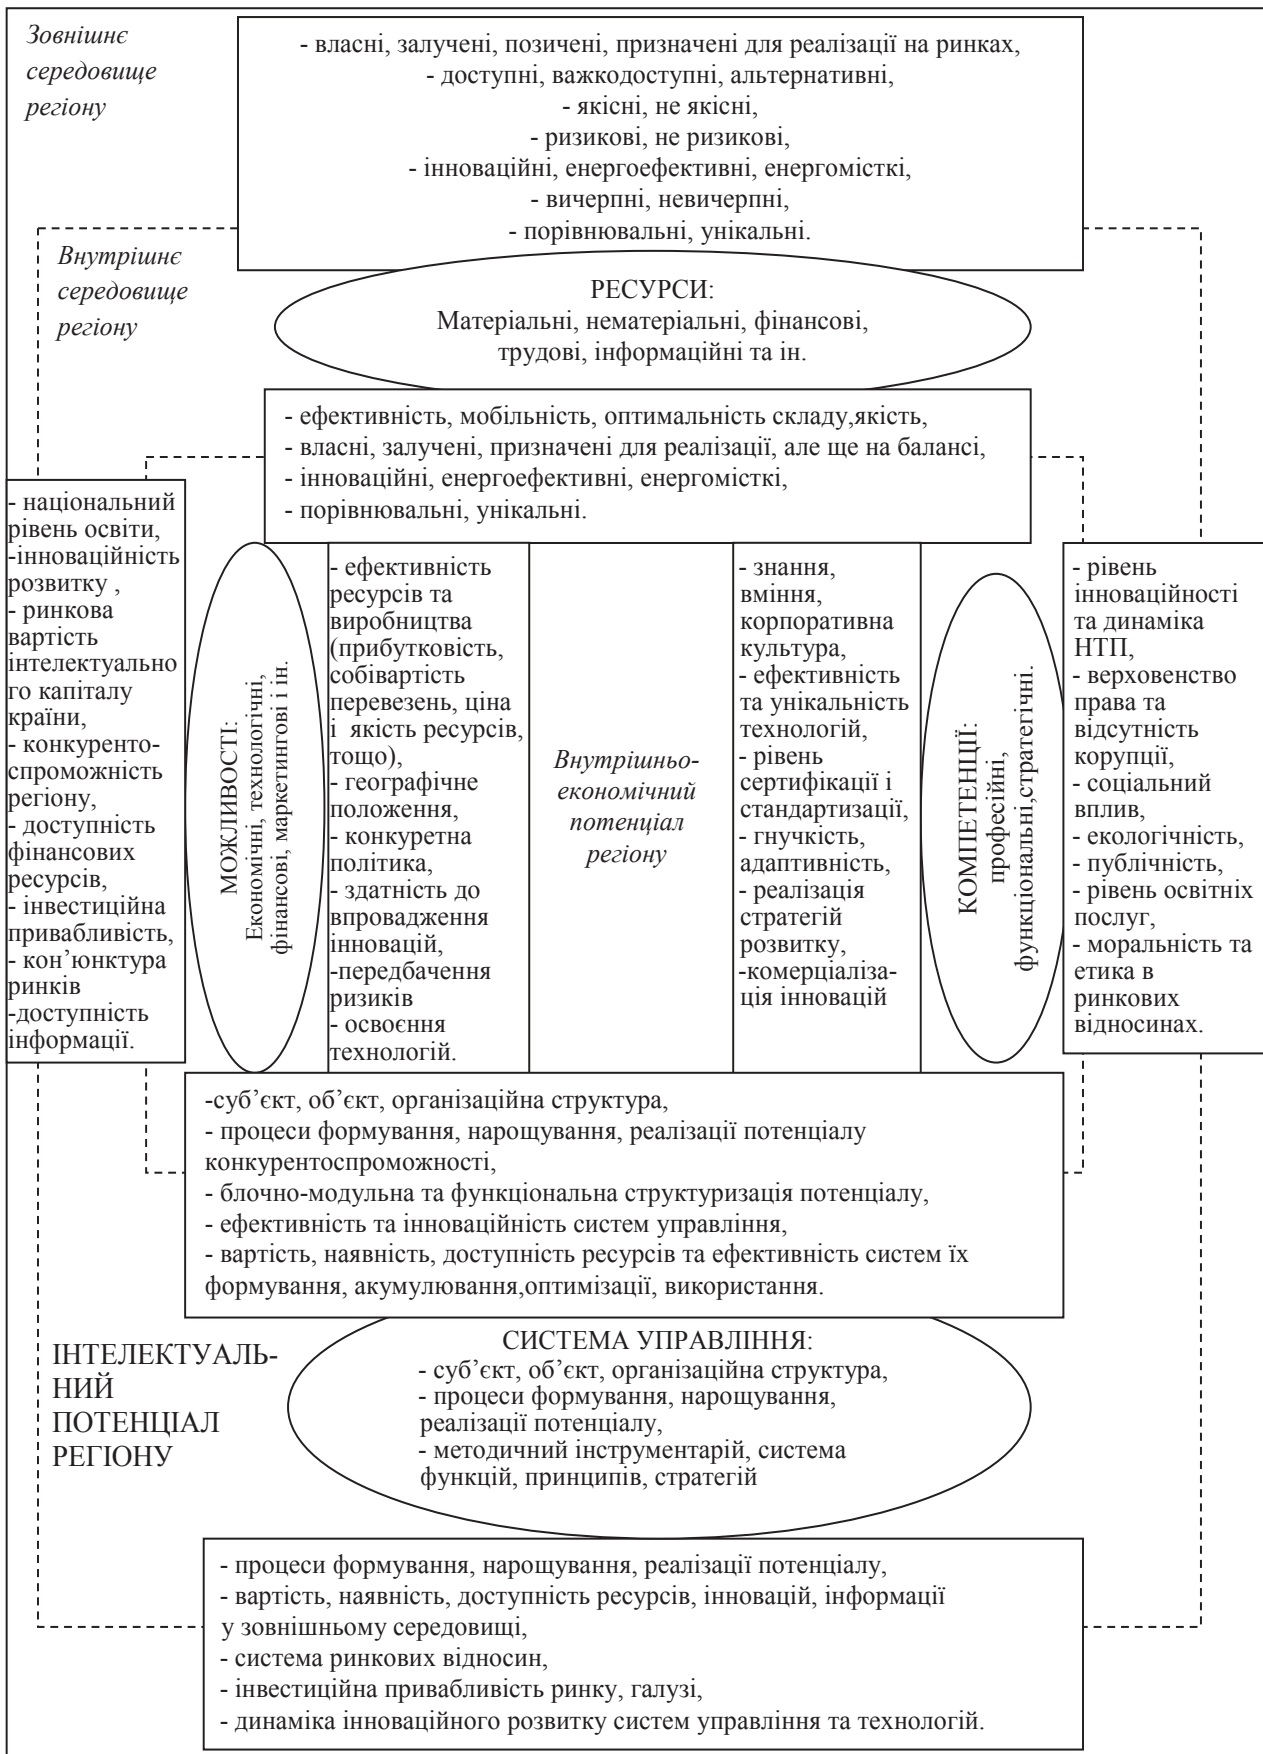 Зовнішнє
середовище
регіону
- власні, залучені, позичені, призначені для реалізації на ринках,
- доступні, важкодоступні, альтернативні,
- якісні, не якісні,
- ризикові, не ризикові,
- інноваційні, енергоефективні, енергомісткі,
- вичерпні, невичерпні,
- порівнювальні, унікальні.
Внутрішнє
середовище
регіону
РЕСУРСИ:
Матеріальні, нематеріальні, фінансові,
трудові, інформаційні та ін.
- ефективність, мобільність, оптимальність складу,якість,
- власні, залучені, призначені для реалізації, але ще на балансі,
- інноваційні, енергоефективні, енергомісткі,
- порівнювальні, унікальні.
- національний
рівень освіти,
-інноваційність
розвитку ,
- ринкова
вартість
інтелектуально
го капіталу
країни,
- конкуренто-
спроможність
регіону,
- доступність
фінансових
ресурсів,
- інвестиційна
привабливість,
- кон’юнктура
ринків
-доступність
інформації.
МОЖЛИВОСТІ:
Економічні, технологічні,
фінансові, маркетингові і ін.
- ефективність
ресурсів та
виробництва
(прибутковість,
собівартість
перевезень, ціна
і якість ресурсів,
тощо),
- географічне
положення,
- конкуретна
політика,
- здатність до
впровадження
інновацій,
-передбачення
ризиків
- освоєння
технологій.
Внутрішньо-
економічний
потенціал
регіону
- знання,
вміння,
корпоративна
культура,
- ефективність
та унікальність
технологій,
- рівень
сертифікації і
стандартизації,
- гнучкість,
адаптивність,
- реалізація
стратегій
розвитку,
-комерціаліза-
ція інновацій
КОМПЕТЕНЦІЇ:
професійні,
функціональні,стратегічні.
- рівень
інноваційності
та динаміка
НТП,
- верховенство
права та
відсутність
корупції,
- соціальний
вплив,
- екологічність,
- публічність,
- рівень освітніх
послуг,
- моральність та
етика в
ринкових
відносинах.
-суб’єкт, об’єкт, організаційна структура,
- процеси формування, нарощування, реалізації потенціалу
конкурентоспроможності,
- блочно-модульна та функціональна структуризація потенціалу,
- ефективність та інноваційність систем управління,
- вартість, наявність, доступність ресурсів та ефективність систем їх
формування, акумулювання,оптимізації, використання.
ІНТЕЛЕКТУАЛЬ-
НИЙ
ПОТЕНЦІАЛ
РЕГІОНУ
СИСТЕМА УПРАВЛІННЯ:
- суб’єкт, об’єкт, організаційна структура,
- процеси формування, нарощування,
реалізації потенціалу,
- методичний інструментарій, система
функцій, принципів, стратегій
- процеси формування, нарощування, реалізації потенціалу,
- вартість, наявність, доступність ресурсів, інновацій, інформації
у зовнішньому середовищі,
- система ринкових відносин,
- інвестиційна привабливість ринку, галузі,
- динаміка інноваційного розвитку систем управління та технологій.